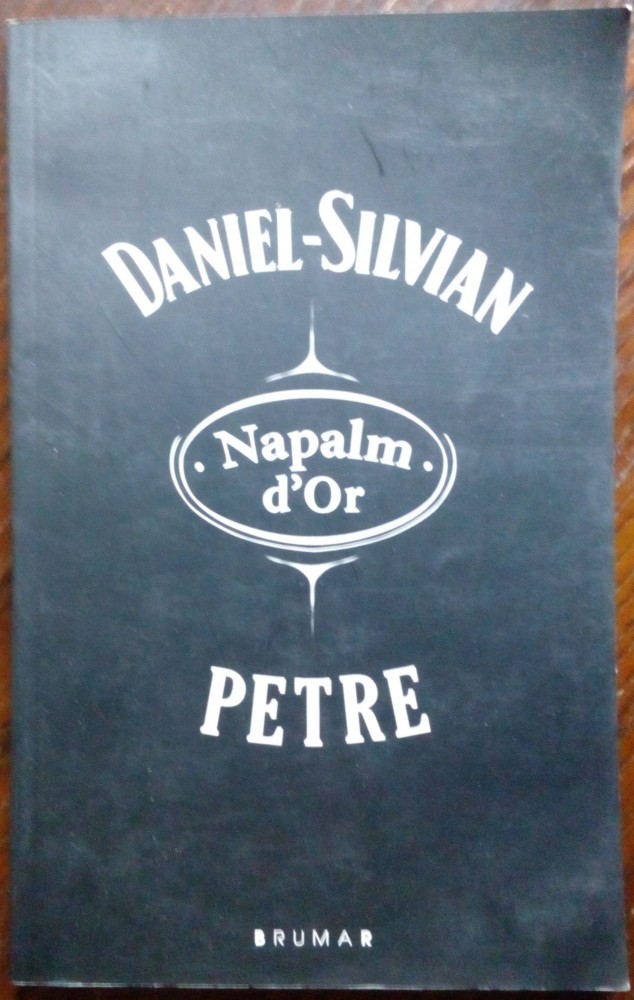 DANIEL-SILVIAN
• Napalm •
d'Or
PETRE
BRUMAR